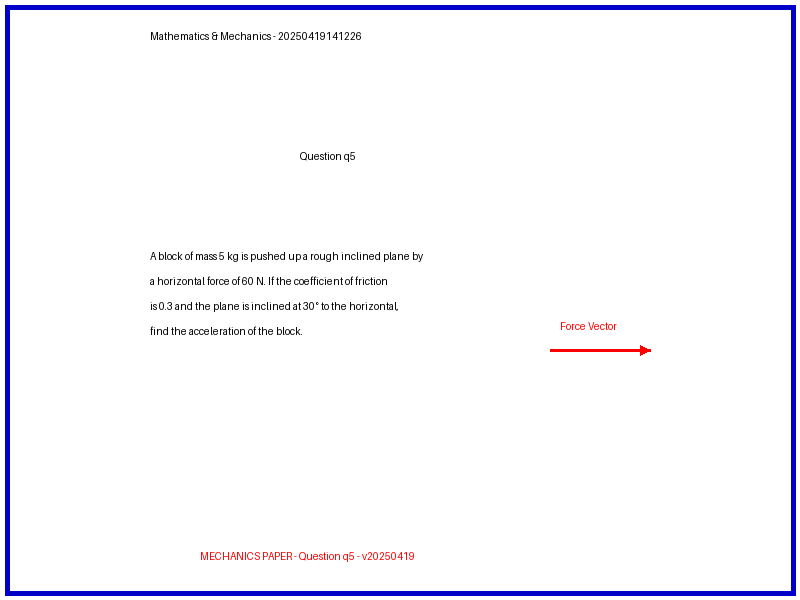 Mathematics & Mechanics - 20250419141226
Question q5
A block of mass 5 kg is pushed up a rough inclined plane by
a horizontal force of 60 N. If the coefficient of friction
is 0.3 and the plane is inclined at 30° to the horizontal,
find the acceleration of the block.
Force Vector
MECHANICS PAPER - Question q5 - v20250419